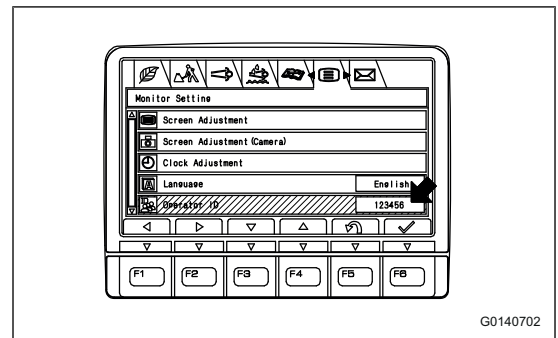 Monitor Setting
Screen Adjustment
Screen Adjustment(Camera)
Clock Adjustment
Language English
Operator ID 123456
F1 F2 F3 F4 F5 F6
G0140702